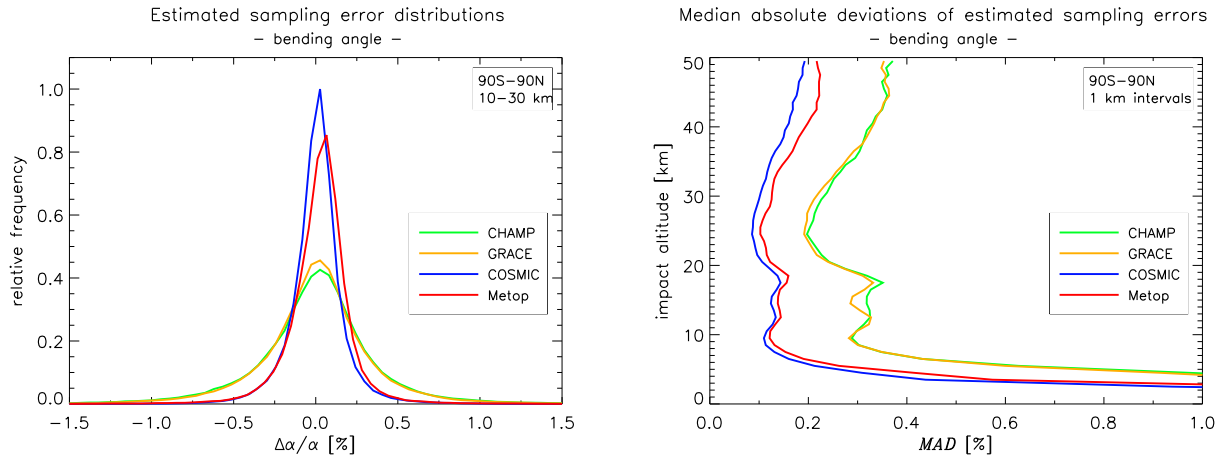 Estimated sampling error distributions
− bending angle −
90S−90N
10−30 km
relative frequency
1.0
0.8
0.6
0.4
0.2
0.0
CHAMP
GRACE
COSMIC
Metop
−1.5
−1.0
−0.5
0.0
0.5
1.0
1.5
Δα/α [%]
Median absolute deviations of estimated sampling errors
− bending angle −
90S−90N
1 km intervals
impact altitude [km]
50
40
30
20
10
0
CHAMP
GRACE
COSMIC
Metop
0.0
0.2
0.4
0.6
0.8
1.0
MAD [%]